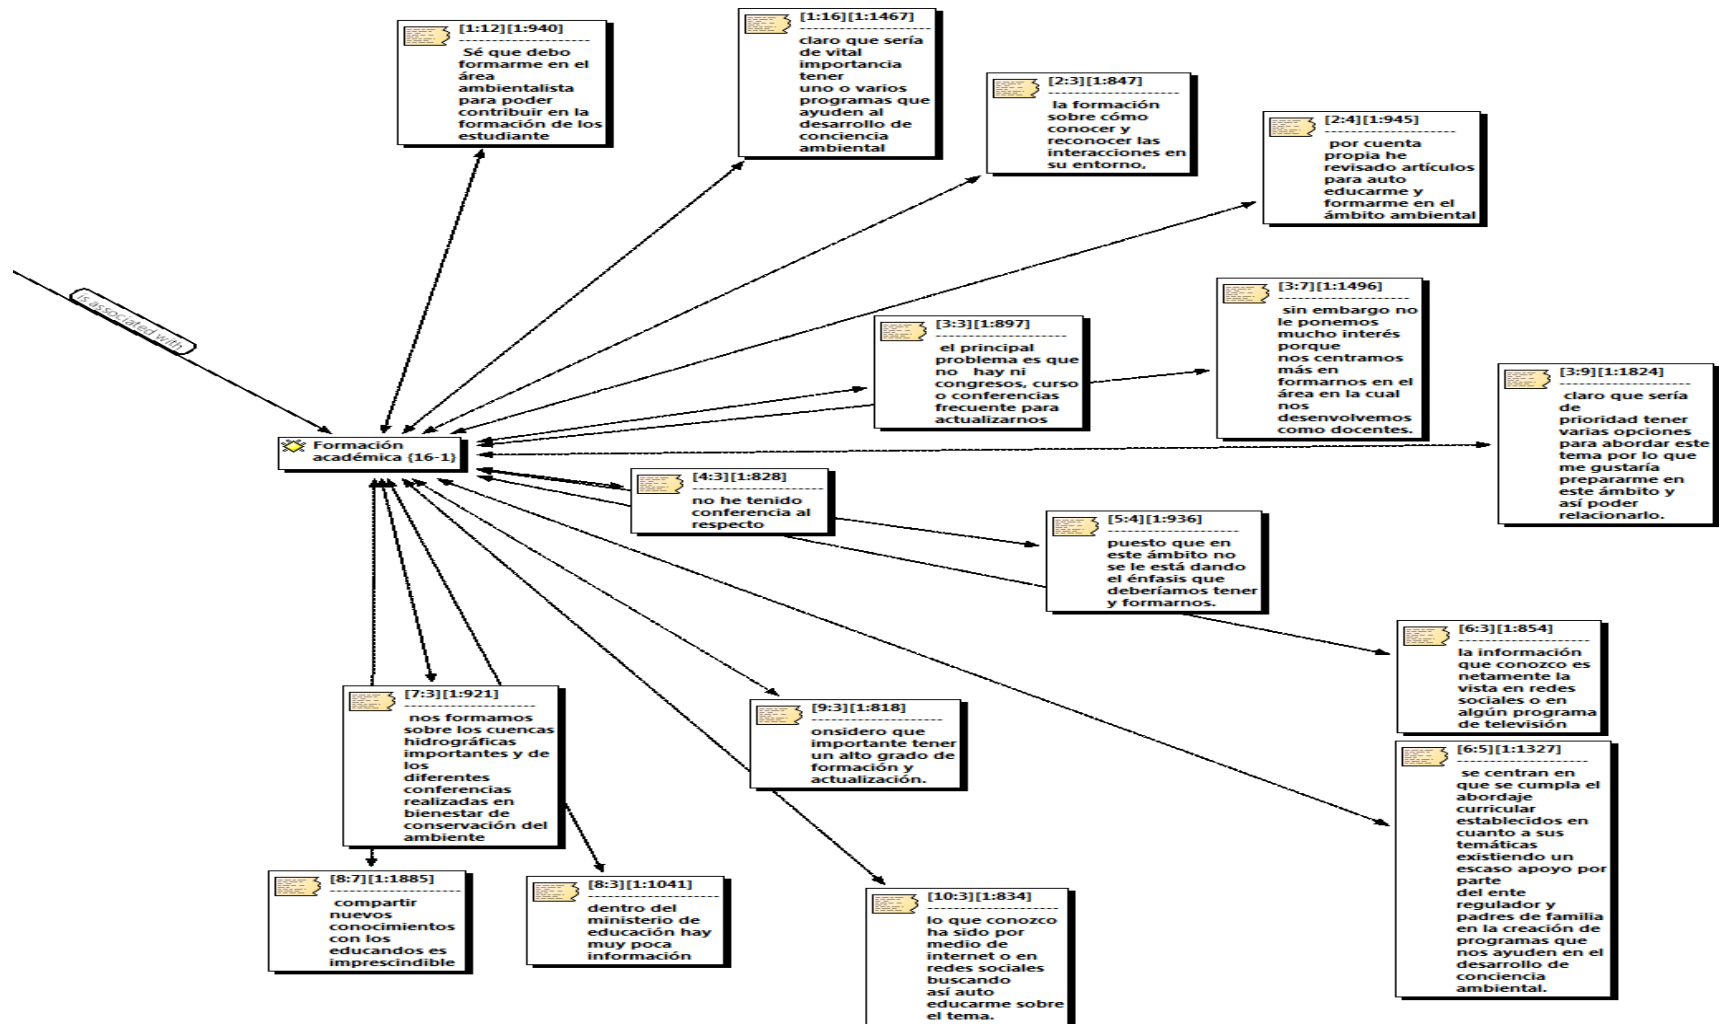 [1:12][1:940]
Sé que debo
formarme en el
área
ambientalista
para poder
contribuir en la
formación de los
estudiante
[1:16][1:1467]
claro que sería
de vital
importancia
tener
uno o varios
programas que
ayuden al
desarrollo de
conciencia
ambiental
[2:3][1:847]
la formación
sobre cómo
conocer y
reconocer las
interacciones en
su entorno,
[2:4][1:945]
por cuenta
propia he
revisado artículos
para auto
educarme y
formarme en el
ámbito ambiental
is associated with
[3:3][1:897]
el principal
problema es que
no hay ni
congresos, curso
o conferencias
frecuente para
actualizarnos
[3:7][1:1496]
sin embargo no
le ponemos
mucho interés
porque
nos centramos
más en
formarnos en el
área en la cual
nos
desenvolvemos
como docentes.
[3:9][1:1824]
claro que sería
de
prioridad tener
varias opciones
para abordar este
tema por lo que
me gustaría
prepararme en
este ámbito y
así poder
relacionarlo.
Formación
académica {16-1}
[4:3][1:828]
no he tenido
conferencia al
respecto
[5:4][1:936]
puesto que en
este ámbito no
se le está dando
el énfasis que
deberíamos tener
y formarnos.
[6:3][1:854]
la información
que conozco es
netamente la
vista en redes
sociales o en
algún programa
de televisión
[7:3][1:921]
nos formamos
sobre los cuencas
hidrográficas
importantes y de
los
diferentes
conferencias
realizadas en
bienestar de
conservación del
ambiente
[9:3][1:818]
onsidero que
importante tener
un alto grado de
formación y
actualización.
[6:5][1:1327]
se centran en
que se cumpla el
abordaje
curricular
establecidos en
cuanto a sus
temáticas
existiendo un
escaso apoyo por
parte
del ente
regulador y
padres de familia
en la creación de
programas que
nos ayuden en el
desarrollo de
conciencia
ambiental.
[8:7][1:1885]
compartir
nuevos
conocimientos
con los
educandos es
imprescindible
[8:3][1:1041]
dentro del
ministerio de
educación hay
muy poca
información
[10:3][1:834]
lo que conozco
ha sido por
medio de
internet o en
redes sociales
buscando
así auto
educarme sobre
el tema.